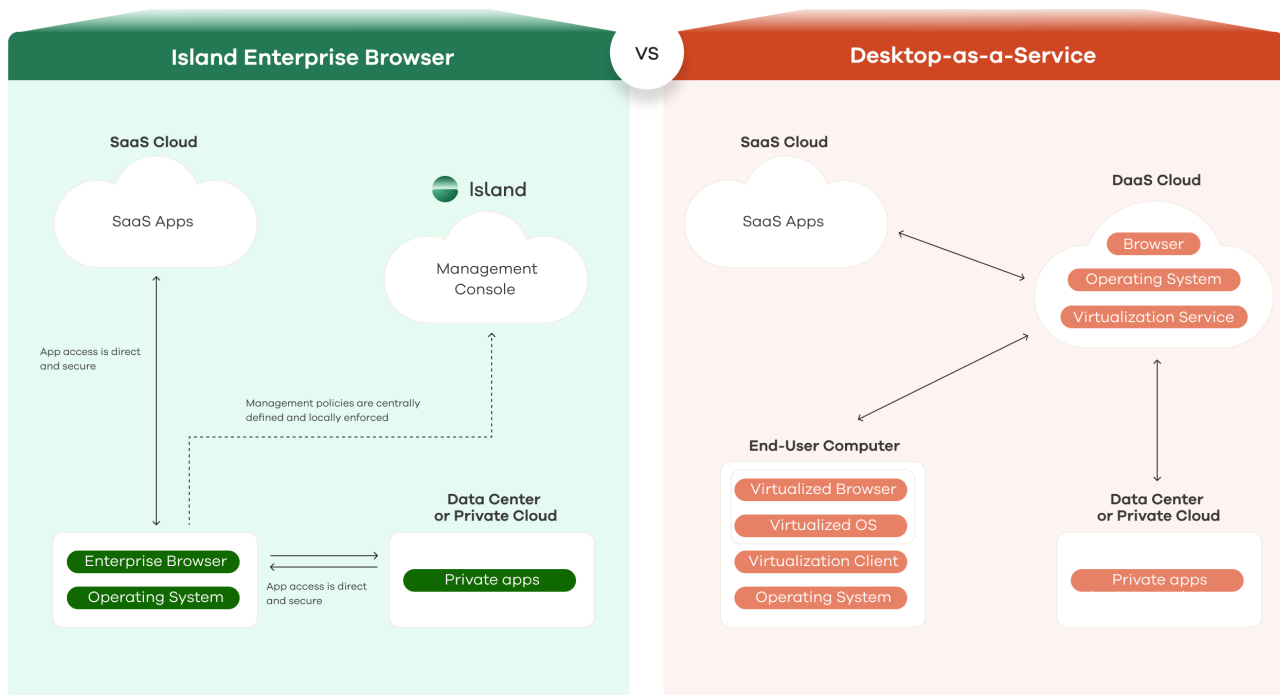 Island Enterprise Browser
VS
Desktop-as-a-Service
SaaS Cloud
SaaS Apps
Island
Management
Console
App access is direct
and secure
Management policies are centrally
defined and locally enforced
Enterprise Browser
Operating System
App access is direct
and secure
Data Center
or Private Cloud
Private apps
SaaS Cloud
SaaS Apps
DaaS Cloud
Browser
Operating System
Virtualization Service
End-User Computer
Virtualized Browser
Virtualized OS
Virtualization Client
Operating System
Data Center
or Private Cloud
Private apps